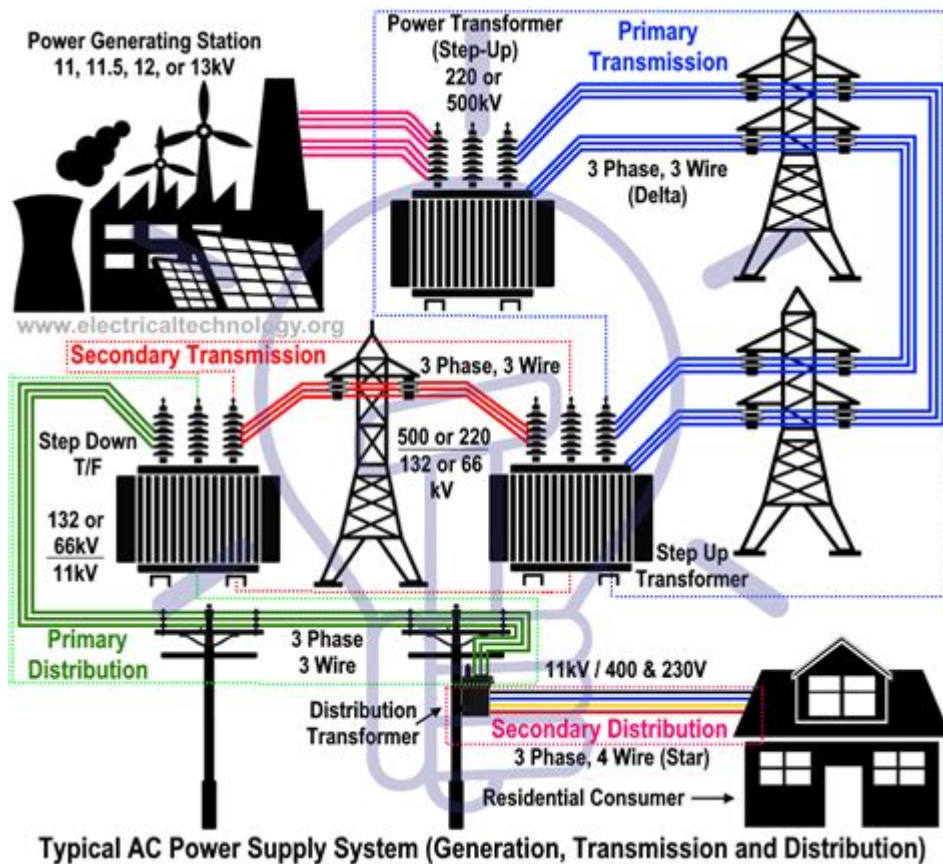 Power Generating Station
11, 11.5, 12, or 13kV
Power Transformer
(Step-Up)
220 or
500kV
Primary
Transmission
3 Phase, 3 Wire
(Delta)
www.electricaltechnology.org
Secondary Transmission
3 Phase, 3 Wire
Step Down
T/F
500 or 220
132 or 66
kV
132 or
66kV
11kV
Step Up
Transformer
Primary
Distribution
3 Phase
3 Wire
11kV / 400 & 230V
Distribution
Transformer
Secondary Distribution
3 Phase, 4 Wire (Star)
Residential Consumer
Typical AC Power Supply System (Generation, Transmission and Distribution)